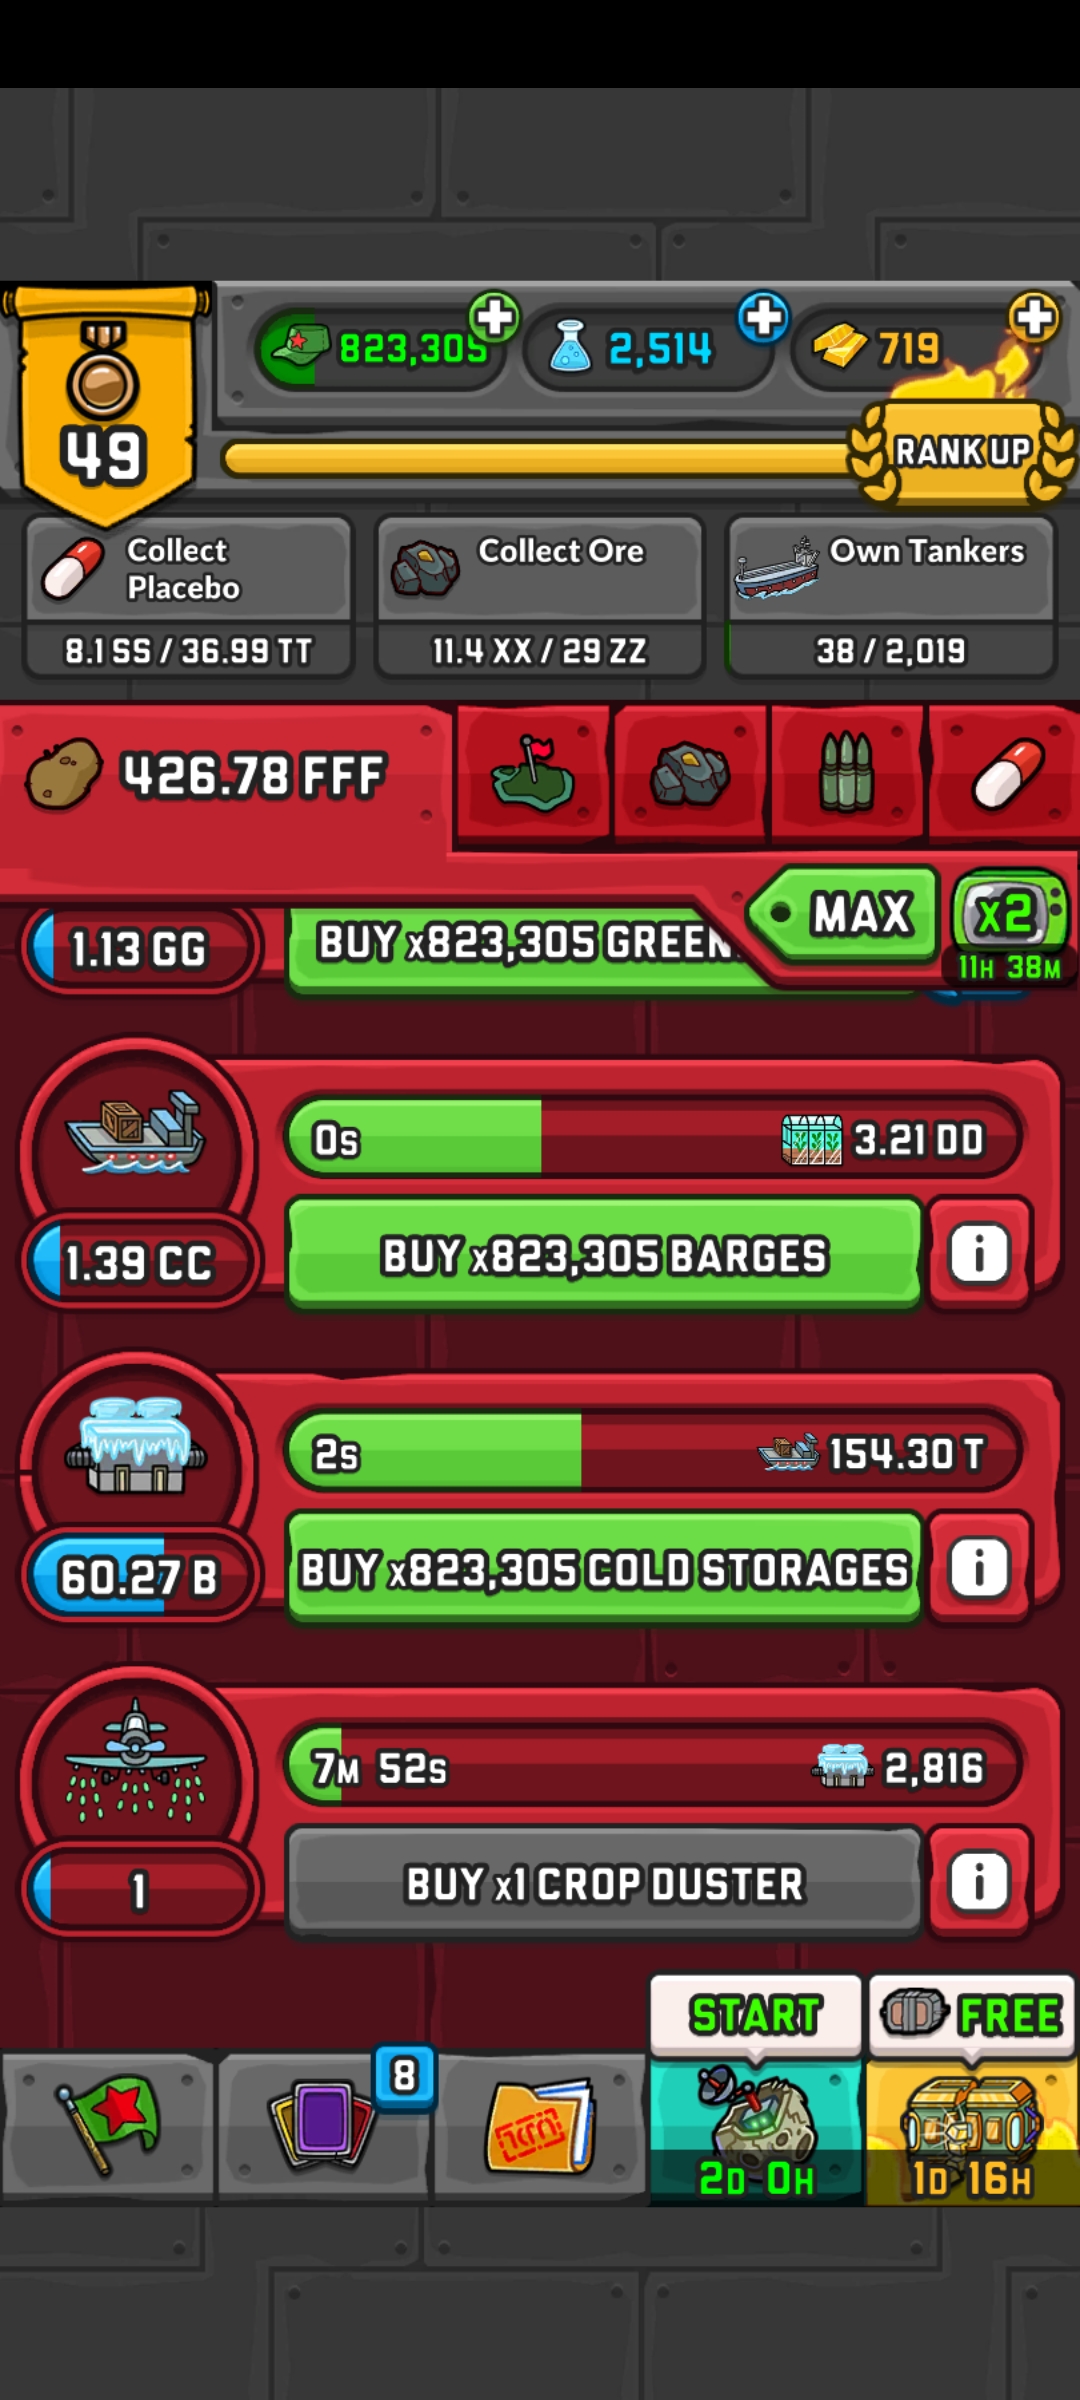 823,305
2,514
719
49
RANK UP
Collect
Placebo
8.1 SS / 36.99 TT
Collect Ore
11.4 XX / 29 ZZ
Own Tankers
38 / 2,019
426.78 FFF
MAX
x2
11H 38M
1.13 GG
BUY x823,305 GREEN
0s
3.21 DD
1.39 CC
BUY x823,305 BARGES
i
2s
154.30 T
60.27 B
BUY x823,305 COLD STORAGES
i
7M 52s
2,816
1
BUY x1 CROP DUSTER
i
START
FREE
8
2D 0H
1D 16H